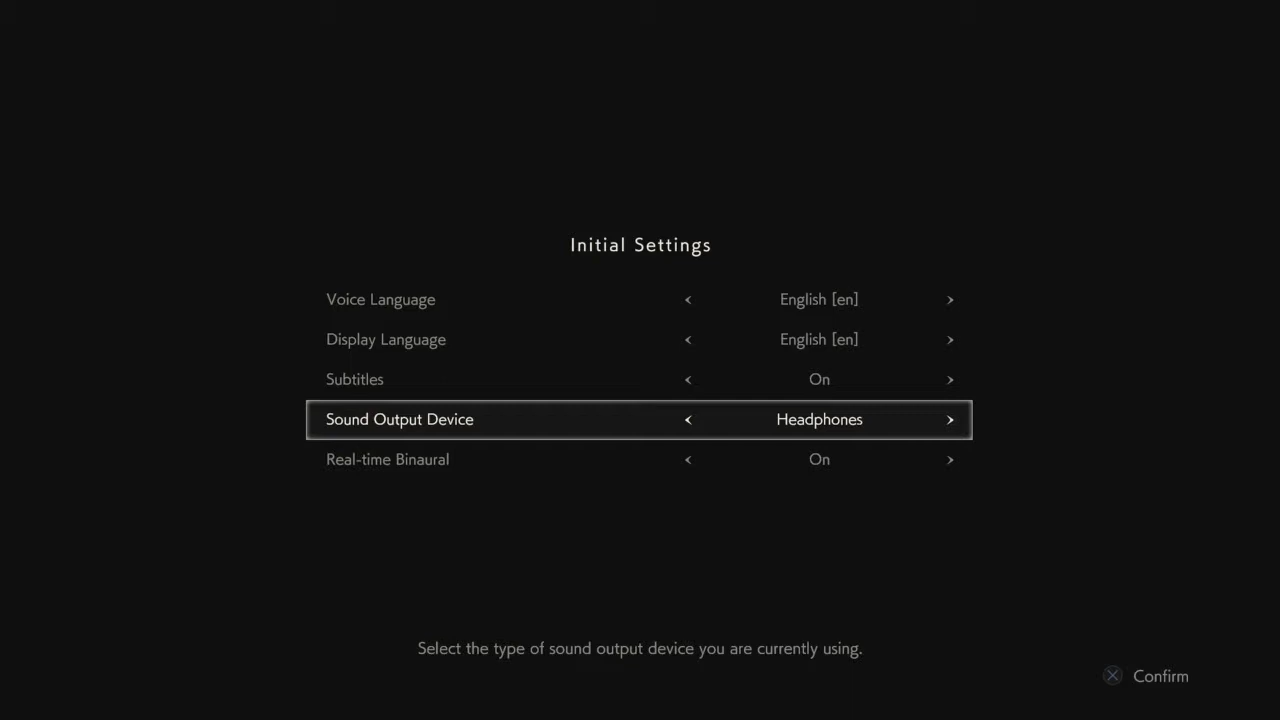 Initial Settings
Voice Language < English [en] >
Display Language < English [en] >
Subtitles < On >
Sound Output Device < Headphones >
Real-time Binaural < On >
Select the type of sound output device you are currently using.
Confirm